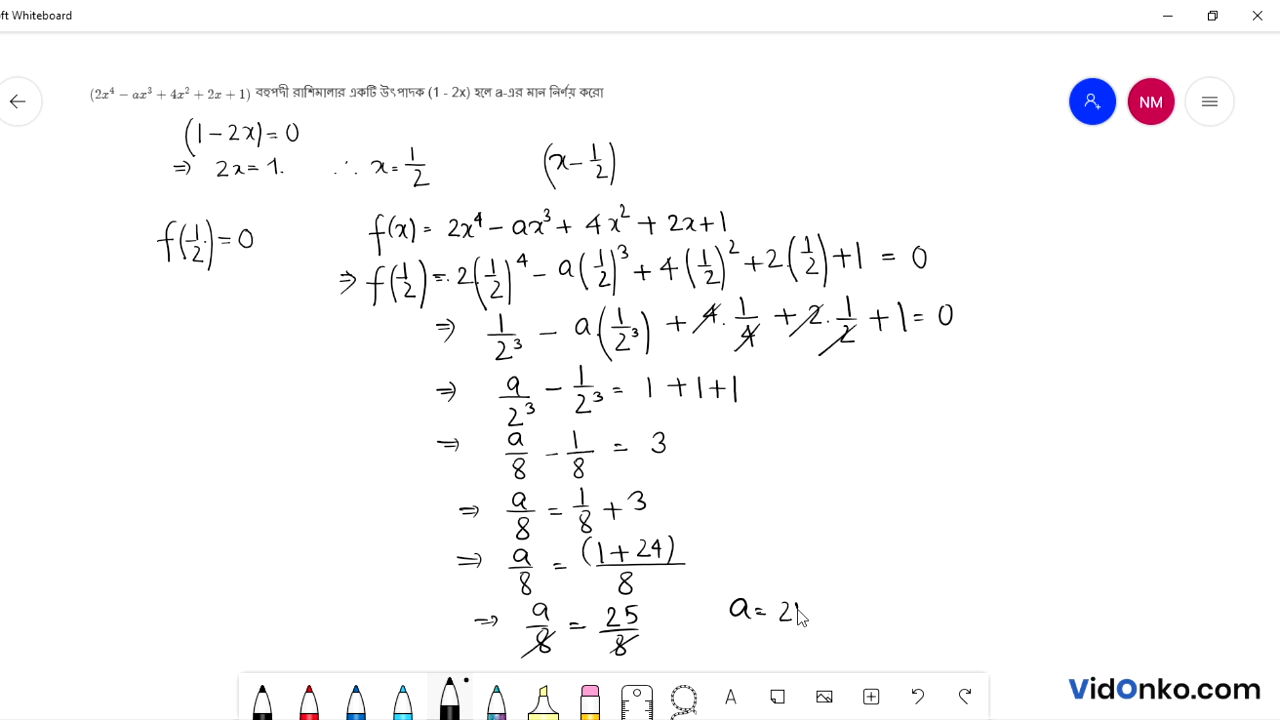 ft Whiteboard
(2x⁴ − ax³ + 4x² + 2x + 1) বহুপদী রাশিমালার একটি উৎপাদক (1 - 2x) হলে a-এর মান নির্ণয় করো
NM
(1 − 2x) = 0
⇒ 2x = 1. ∴ x = 1/2 (x − 1/2)
f(1/2) = 0 f(x) = 2x⁴ − ax³ + 4x² + 2x + 1
⇒ f(1/2) = 2(1/2)⁴ − a(1/2)³ + 4(1/2)² + 2(1/2) + 1 = 0
⇒ 1/2³ − a.(1/2³) + 4.1/4 + 2.1/2 + 1 = 0
⇒ a/2³ − 1/2³ = 1 + 1 + 1
⇒ a/8 − 1/8 = 3
⇒ a/8 = 1/8 + 3
⇒ a/8 = (1 + 24)/8
⇒ a/8 = 25/8 a = 2
A
VidOnko.com